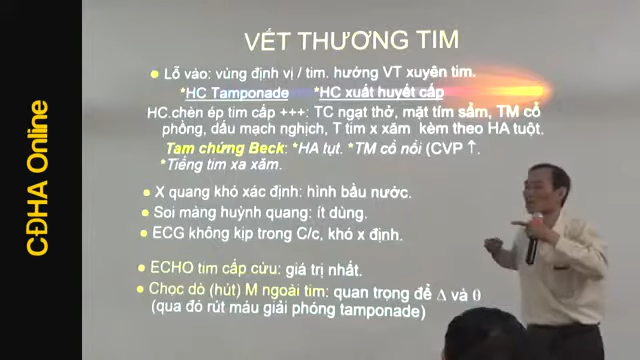 VẾT THƯƠNG TIM
Lỗ vào: vùng định vị / tim. hướng VT xuyên tim.
*HC Tamponade *HC xuất huyết cấp
HC.chèn ép tim cấp +++: TC ngạt thở, mặt tím sẩm, TM cổ
phồng, dấu mạch nghịch, T tim x xăm kèm theo HA tuột.
Tam chứng Beck: *HA tụt. *TM cổ nổi (CVP ↑.
*Tiếng tim xa xăm.
X quang khó xác định: hình bầu nước.
Soi màng huỳnh quang: ít dùng.
ECG không kịp trong C/c, khó x định.
ECHO tim cấp cứu: giá trị nhất.
Chọc dò (hút) M ngoài tim: quan trọng để Δ và θ
(qua đó rút máu giải phóng tamponade)
CĐHA Online